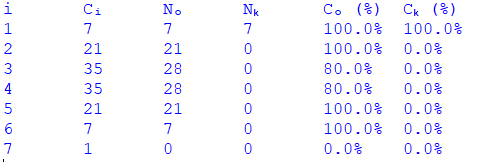 i Cᵢ Nₒ Nₖ Cₒ (%) Cₖ (%)
1 7 7 7 100.0% 100.0%
2 21 21 0 100.0% 0.0%
3 35 28 0 80.0% 0.0%
4 35 28 0 80.0% 0.0%
5 21 21 0 100.0% 0.0%
6 7 7 0 100.0% 0.0%
7 1 0 0 0.0% 0.0%